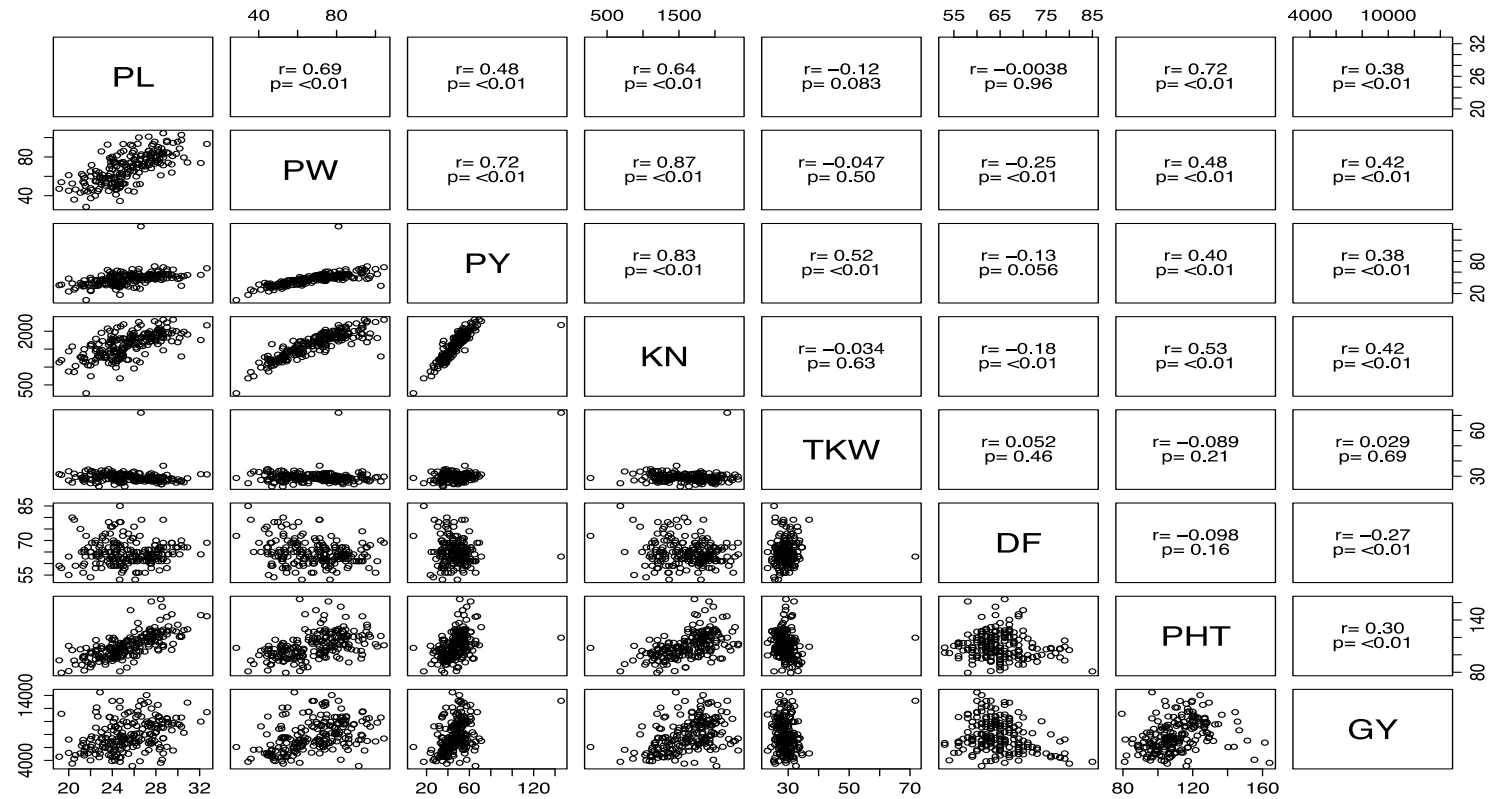 40 80 500 1500 55 65 75 85 4000 10000
PL
r= 0.69
p= <0.01
r= 0.48
p= <0.01
r= 0.64
p= <0.01
r= −0.12
p= 0.083
r= −0.0038
p= 0.96
r= 0.72
p= <0.01
r= 0.38
p= <0.01
20 26 32
40 80
PW
r= 0.72
p= <0.01
r= 0.87
p= <0.01
r= −0.047
p= 0.50
r= −0.25
p= <0.01
r= 0.48
p= <0.01
r= 0.42
p= <0.01
PY
r= 0.83
p= <0.01
r= 0.52
p= <0.01
r= −0.13
p= 0.056
r= 0.40
p= <0.01
r= 0.38
p= <0.01
20 80
500 2000
KN
r= −0.034
p= 0.63
r= −0.18
p= <0.01
r= 0.53
p= <0.01
r= 0.42
p= <0.01
TKW
r= 0.052
p= 0.46
r= −0.089
p= 0.21
r= 0.029
p= 0.69
30 60
55 70 85
DF
r= −0.098
p= 0.16
r= −0.27
p= <0.01
PHT
r= 0.30
p= <0.01
80 140
4000 14000
GY
20 24 28 32 20 60 140 30 50 70 80 120 160